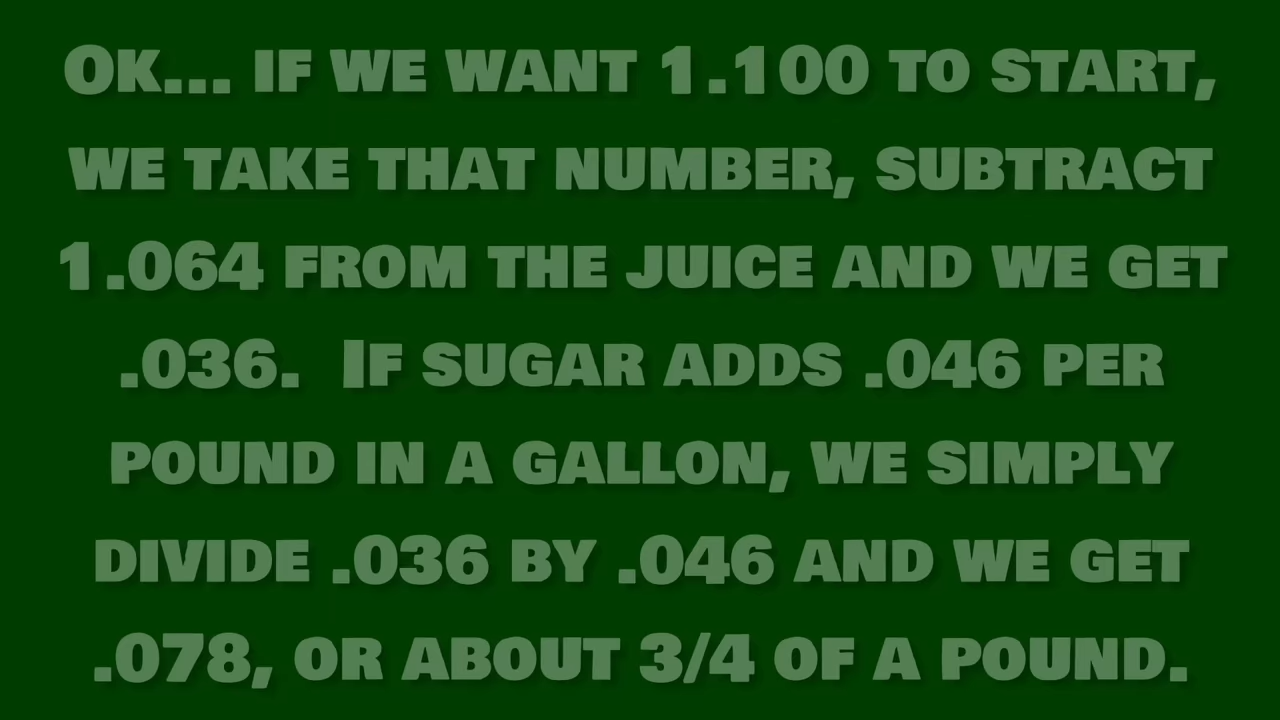 Ok... if we want 1.100 to start,
we take that number, subtract
1.064 from the juice and we get
.036. If sugar adds .046 per
pound in a gallon, we simply
divide .036 by .046 and we get
.078, or about 3/4 of a pound.